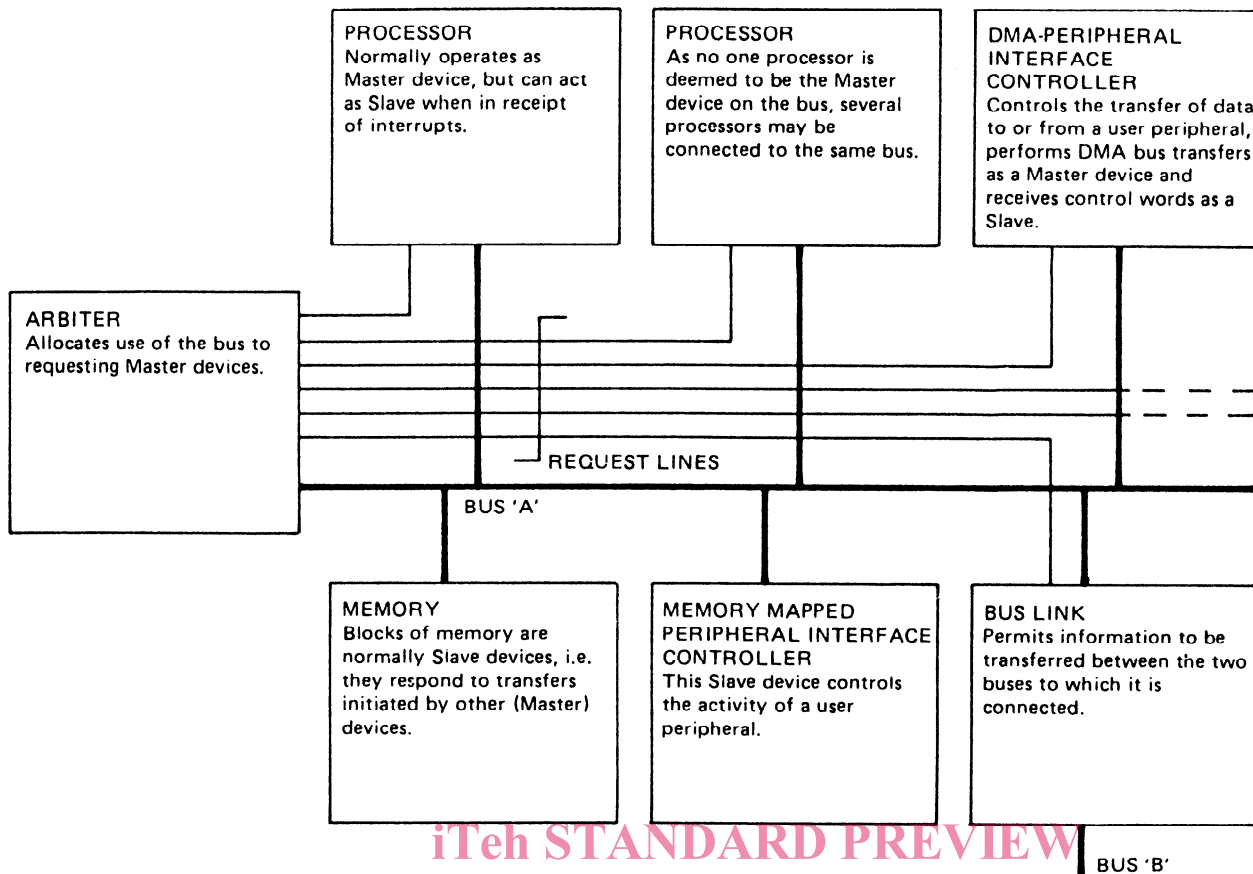 PROCESSOR
Normally operates as
Master device, but can act
as Slave when in receipt
of interrupts.
PROCESSOR
As no one processor is
deemed to be the Master
device on the bus, several
processors may be
connected to the same bus.
DMA-PERIPHERAL
INTERFACE
CONTROLLER
Controls the transfer of data
to or from a user peripheral,
performs DMA bus transfers
as a Master device and
receives control words as a
Slave.
ARBITER
Allocates use of the bus to
requesting Master devices.
REQUEST LINES
BUS 'A'
MEMORY
Blocks of memory are
normally Slave devices, i.e.
they respond to transfers
initiated by other (Master)
devices.
MEMORY MAPPED
PERIPHERAL INTERFACE
CONTROLLER
This Slave device controls
the activity of a user
peripheral.
BUS LINK
Permits information to be
transferred between the two
buses to which it is
connected.
iTeh STANDARD PREVIEW
BUS 'B'